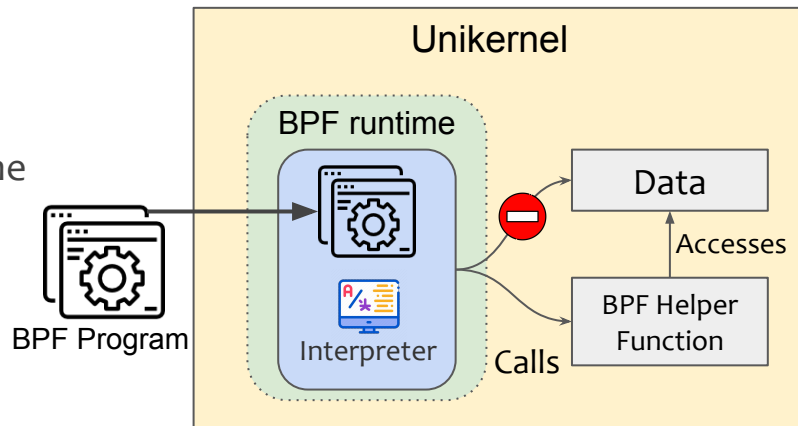 Unikernel
BPF runtime
ne
Data
Accesses
BPF Program
Interpreter
Calls
BPF Helper
Function